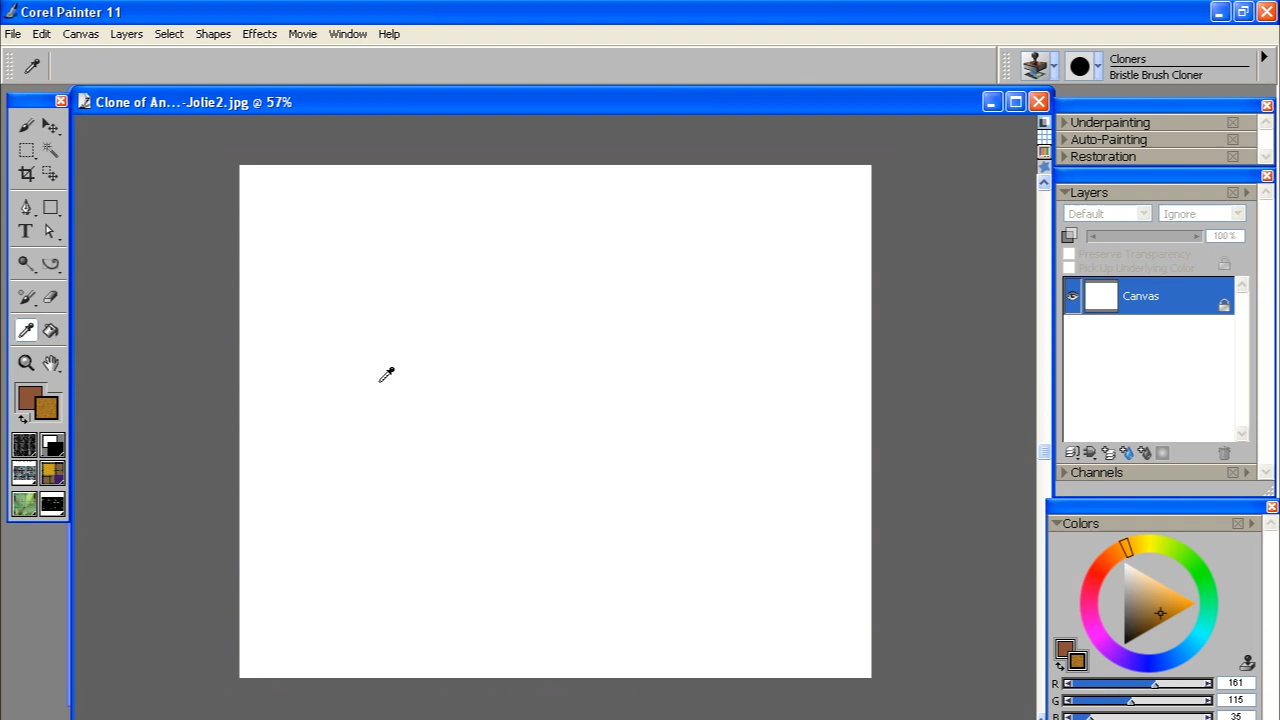 Corel Painter 11
File Edit Canvas Layers Select Shapes Effects Movie Window Help
Cloners
Bristle Brush Cloner
Clone of An...-Jolie2.jpg @ 57%
Underpainting
Auto-Painting
Restoration
Layers
Default Ignore
100%
Preserve Transparency
Pick Up Underlying Color
Canvas
T
Channels
Colors
R 161
G 115
B 35